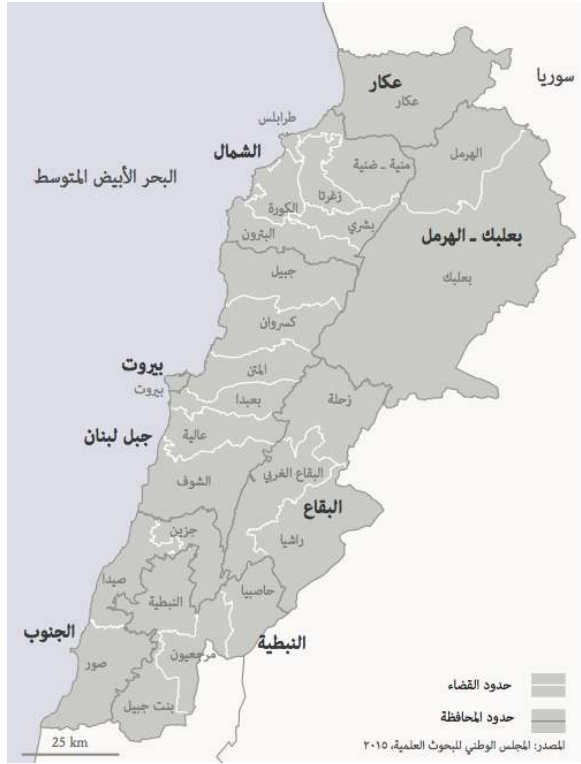 سوريا
عكار
عكار
طرابلس
الهرمل
الشمال
منية ـ ضنية
البحر الأبيض المتوسط
زغرتا
الكورة
بشري
البترون
بعلبك ـ الهرمل
جبيل
بعلبك
كسروان
بيروت
المتن
بيروت
بعبدا
زحلة
جبل لبنان
عالية
البقاع الغربي
الشوف
البقاع
جزين
راشيا
صيدا
حاصبيا
النبطية
الجنوب
النبطية
مرجعيون
صور
حدود القضاء
بنت جبيل
حدود المحافظة
25 km
المصدر: المجلس الوطني للبحوث العلمية، ٢٠١٥